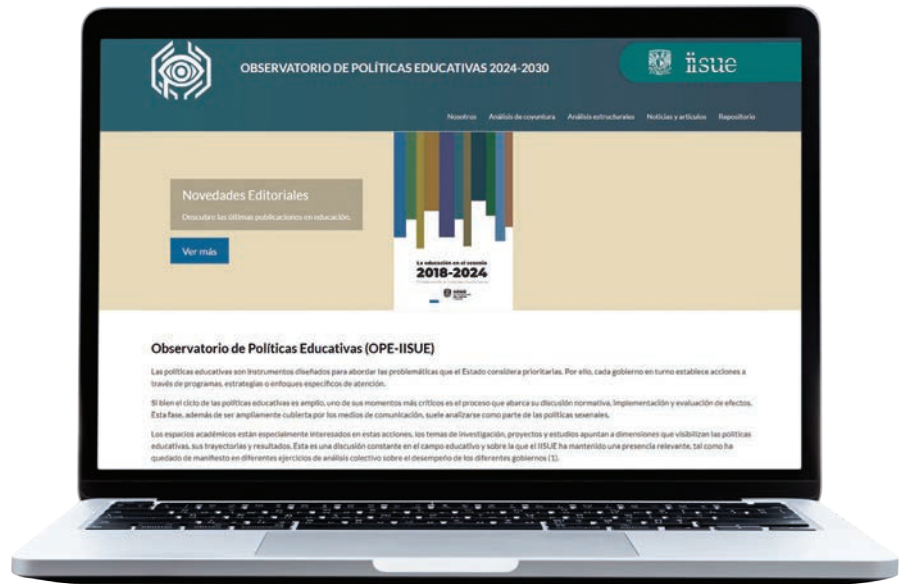 OBSERVATORIO DE POLÍTICAS EDUCATIVAS 2024-2030
iisue
Nosotros Análisis de coyuntura Análisis estructurales Noticias y artículos Repositorio
Novedades Editoriales
Descubre las últimas publicaciones en educación.
Ver más
La educación en el sexenio
2018-2024
Observatorio de Políticas Educativas (OPE-IISUE)
Las políticas educativas son instrumentos diseñados para abordar las problemáticas que el Estado considera prioritarias. Por ello, cada gobierno en turno establece acciones a
través de programas, estrategias o enfoques específicos de atención.
Si bien el ciclo de las políticas educativas es amplio, uno de sus momentos más críticos es el proceso que abarca su discusión normativa, implementación y evaluación de efectos.
Esta fase, además de ser ampliamente cubierta por los medios de comunicación, suele analizarse como parte de las políticas sexenales.
Los espacios académicos están especialmente interesados en estas acciones, los temas de investigación, proyectos y estudios apuntan a dimensiones que visibilizan las políticas
educativas, sus trayectorias y resultados. Esta es una discusión constante en el campo educativo y sobre la que el IISUE ha mantenido una presencia relevante, tal como ha
quedado de manifiesto en diferentes ejercicios de análisis colectivo sobre el desempeño de los diferentes gobiernos (1).